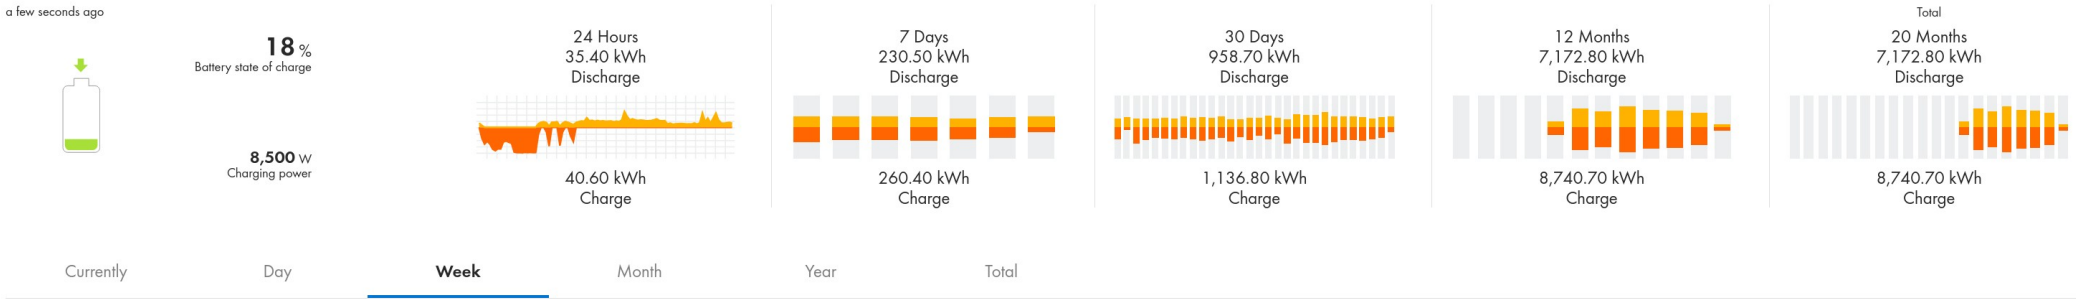 a few seconds ago
18 %
Battery state of charge
8,500 W
Charging power
24 Hours
35.40 kWh
Discharge
40.60 kWh
Charge
7 Days
230.50 kWh
Discharge
260.40 kWh
Charge
30 Days
958.70 kWh
Discharge
1,136.80 kWh
Charge
12 Months
7,172.80 kWh
Discharge
8,740.70 kWh
Charge
Total
20 Months
7,172.80 kWh
Discharge
8,740.70 kWh
Charge
Currently Day Week Month Year Total